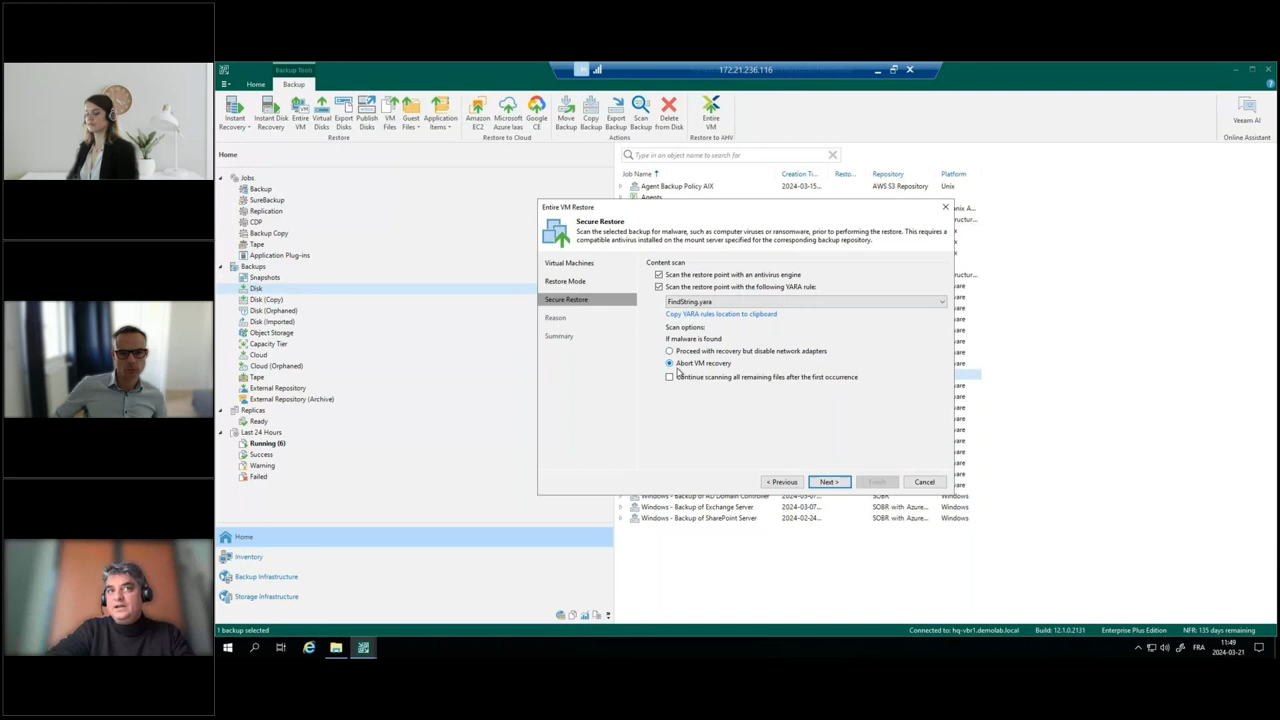 Backup Tools
172.21.236.116
Home
Backup
Instant Recovery
Instant Disk Recovery
Entire VM
Virtual Disks
Export Disks
Publish Disks
Guest Files
Application Items
Amazon EC2
Microsoft Azure IaaS
Google CE
Move Backup
Copy Backup
Export Backup
Scan Backup
Delete from Disk
Entire VM
Veeam AI
Restore
Restore to Cloud
Actions
Restore to AHV
Online Assistant
Home
Type in an object name to search for
Jobs
Backup
SureBackup
Replication
CDP
Backup Copy
Tape
Application Plug-ins
Backups
Snapshots
Disk
Disk (Copy)
Disk (Orphaned)
Disk (Imported)
Object Storage
Capacity Tier
Cloud
Cloud (Orphaned)
Tape
External Repository
External Repository (Archive)
Replicas
Ready
Last 24 Hours
Running (6)
Success
Warning
Failed
Home
Inventory
Backup Infrastructure
Storage Infrastructure
Job Name
Creation Ti...
Resto...
Repository
Platform
Agent Backup Policy AIX
2024-03-15...
AWS S3 Repository
Unix
Agents
Entire VM Restore
Secure Restore
Scan the selected backup for malware, such as computer viruses or ransomware, prior to performing the restore. This requires a
compatible antivirus installed on the mount server specified for the corresponding backup repository.
Virtual Machines
Restore Mode
Secure Restore
Reason
Summary
Content scan
Scan the restore point with an antivirus engine
Scan the restore point with the following YARA rule:
FindString.yara
Copy YARA rules location to clipboard
Scan options:
If malware is found
Proceed with recovery but disable network adapters
Abort VM recovery
Continue scanning all remaining files after the first occurrence
< Previous
Next >
Finish
Cancel
Windows - Backup of AD Domain Controller
2024-03-07...
SOBR with Azure...
Windows
Windows - Backup of Exchange Server
2024-03-07...
SOBR with Azure...
Windows
Windows - Backup of SharePoint Server
2024-02-24...
SOBR with Azure...
Windows
1 backup selected
Connected to: hq-vbr1.demolab.local
Build: 12.1.0.2131
Enterprise Plus Edition
NFR: 135 days remaining
FRA
11:49
2024-03-21